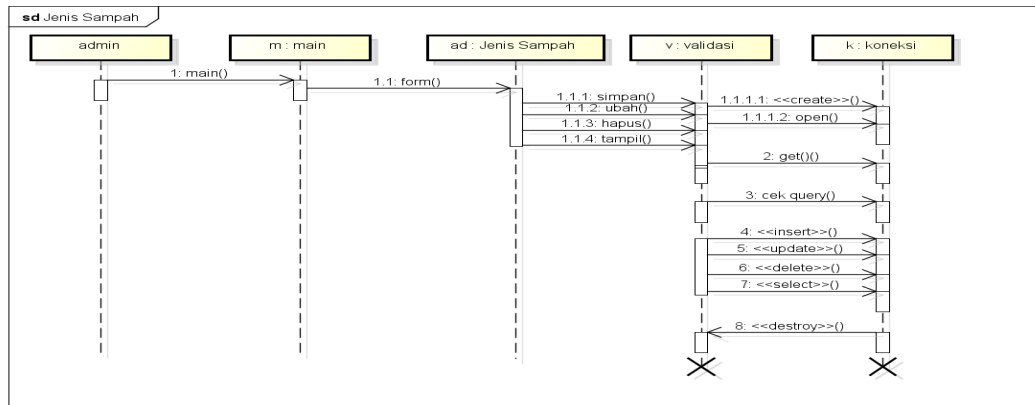 sd Jenis Sampah
admin
m : main
ad : Jenis Sampah
v : validasi
k : koneksi
1: main()
1.1: form()
1.1.1: simpan()
1.1.2: ubah()
1.1.3: hapus()
1.1.4: tampil()
1.1.1.1: <<create>>()
1.1.1.2: open()
2: get()()
3: cek query()
4: <<insert>>()
5: <<update>>()
6: <<delete>>()
7: <<select>>()
8: <<destroy>>()